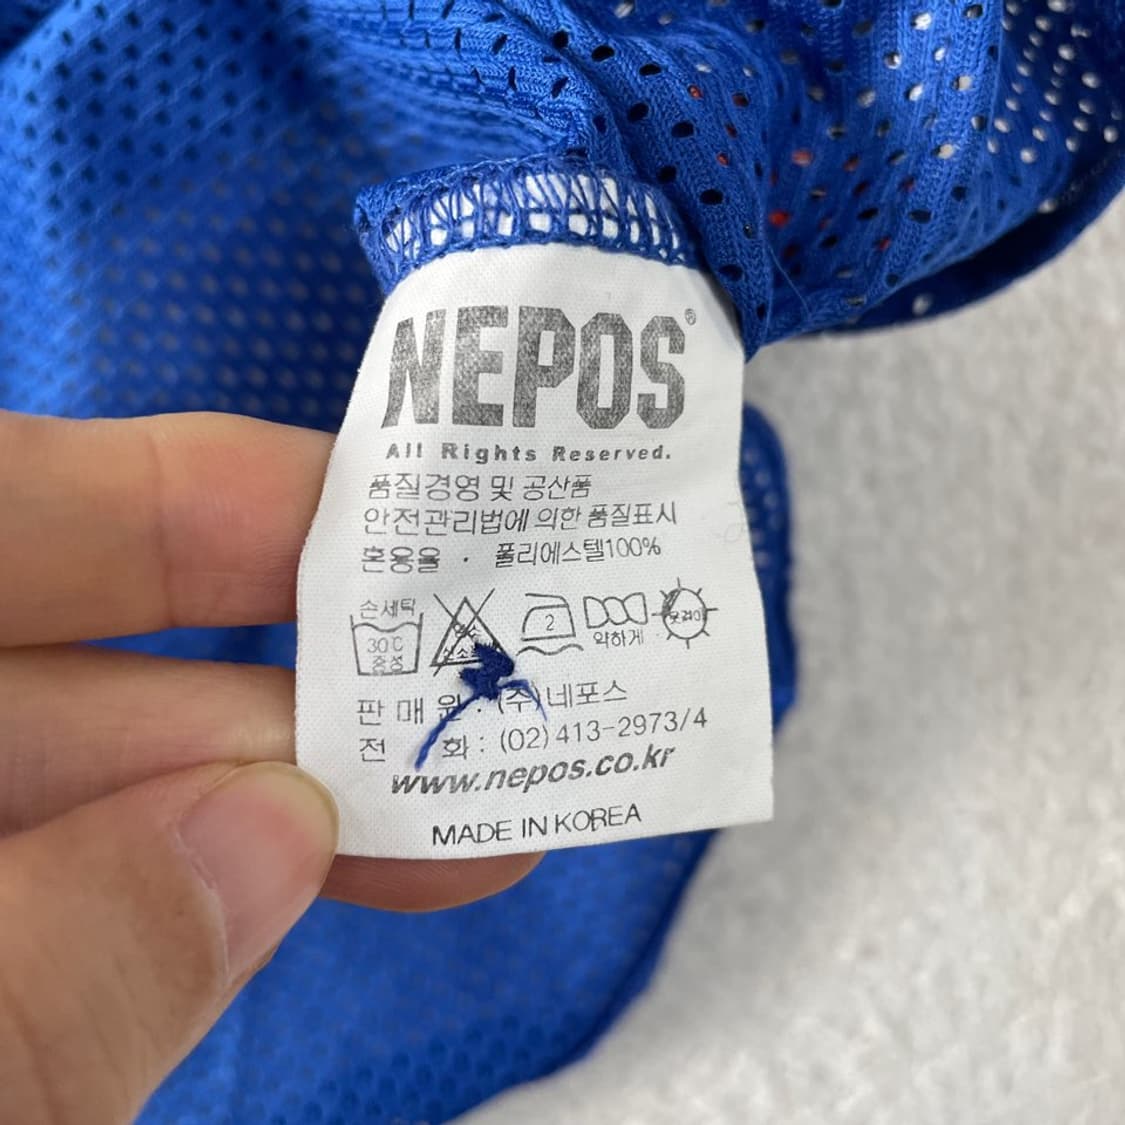 NEPOS®
All Rights Reserved.
품질경영 및 공산품
안전관리법에 의한 품질표시
혼용율 · 폴리에스텔100%
손세탁
30℃
중성
2
약하게
옷걸이
판 매 원 : (주)네포스
전 화 : (02)413-2973/4
www.nepos.co.kr
MADE IN KOREA